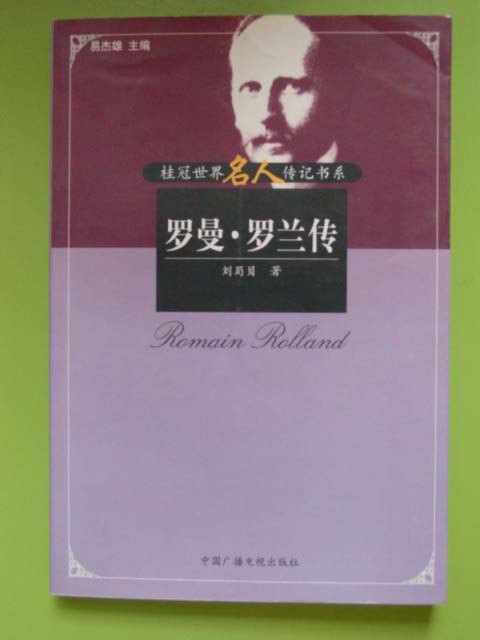 易杰雄 主编
桂冠世界名人传记书系
罗曼·罗兰传
刘蜀贝 著
Romain Rolland
中国广播电视出版社